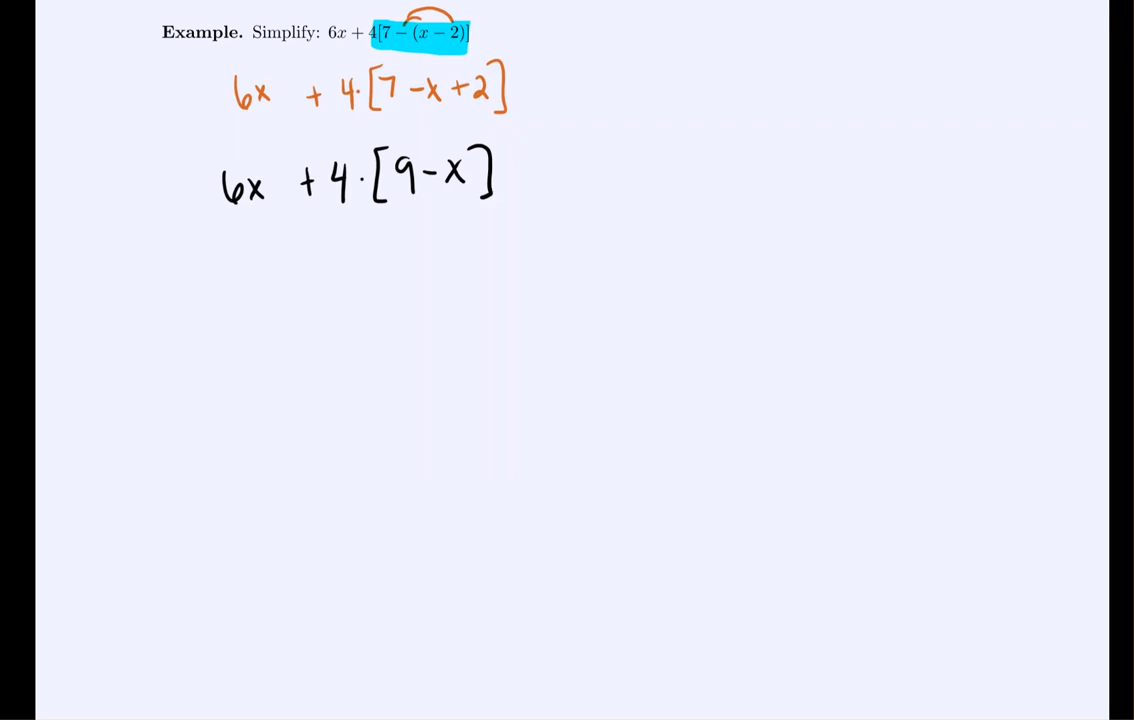 Example. Simplify: 6x + 4[7 − (x − 2)]
6x + 4·[7 −x +2]
6x + 4·[9 − x]